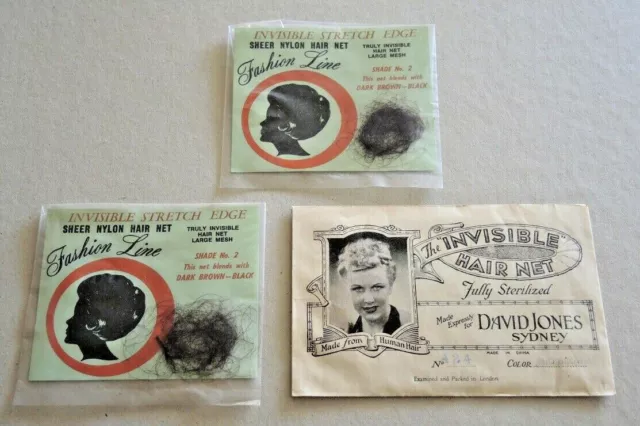 INVISIBLE STRETCH EDGE
SHEER NYLON HAIR NET
TRULY INVISIBLE
HAIR NET
LARGE MESH
Fashion Line
SHADE No. 2
This net blends with
DARK BROWN—BLACK
INVISIBLE STRETCH EDGE
SHEER NYLON HAIR NET
TRULY INVISIBLE
HAIR NET
LARGE MESH
Fashion Line
SHADE No. 2
This net blends with
DARK BROWN—BLACK
The "INVISIBLE"
HAIR NET
Fully Sterilized
Made Expressly for
DAVID JONES
SYDNEY
Made from Human Hair
MADE IN CHINA
No
COLOR
Examined and Packed in London